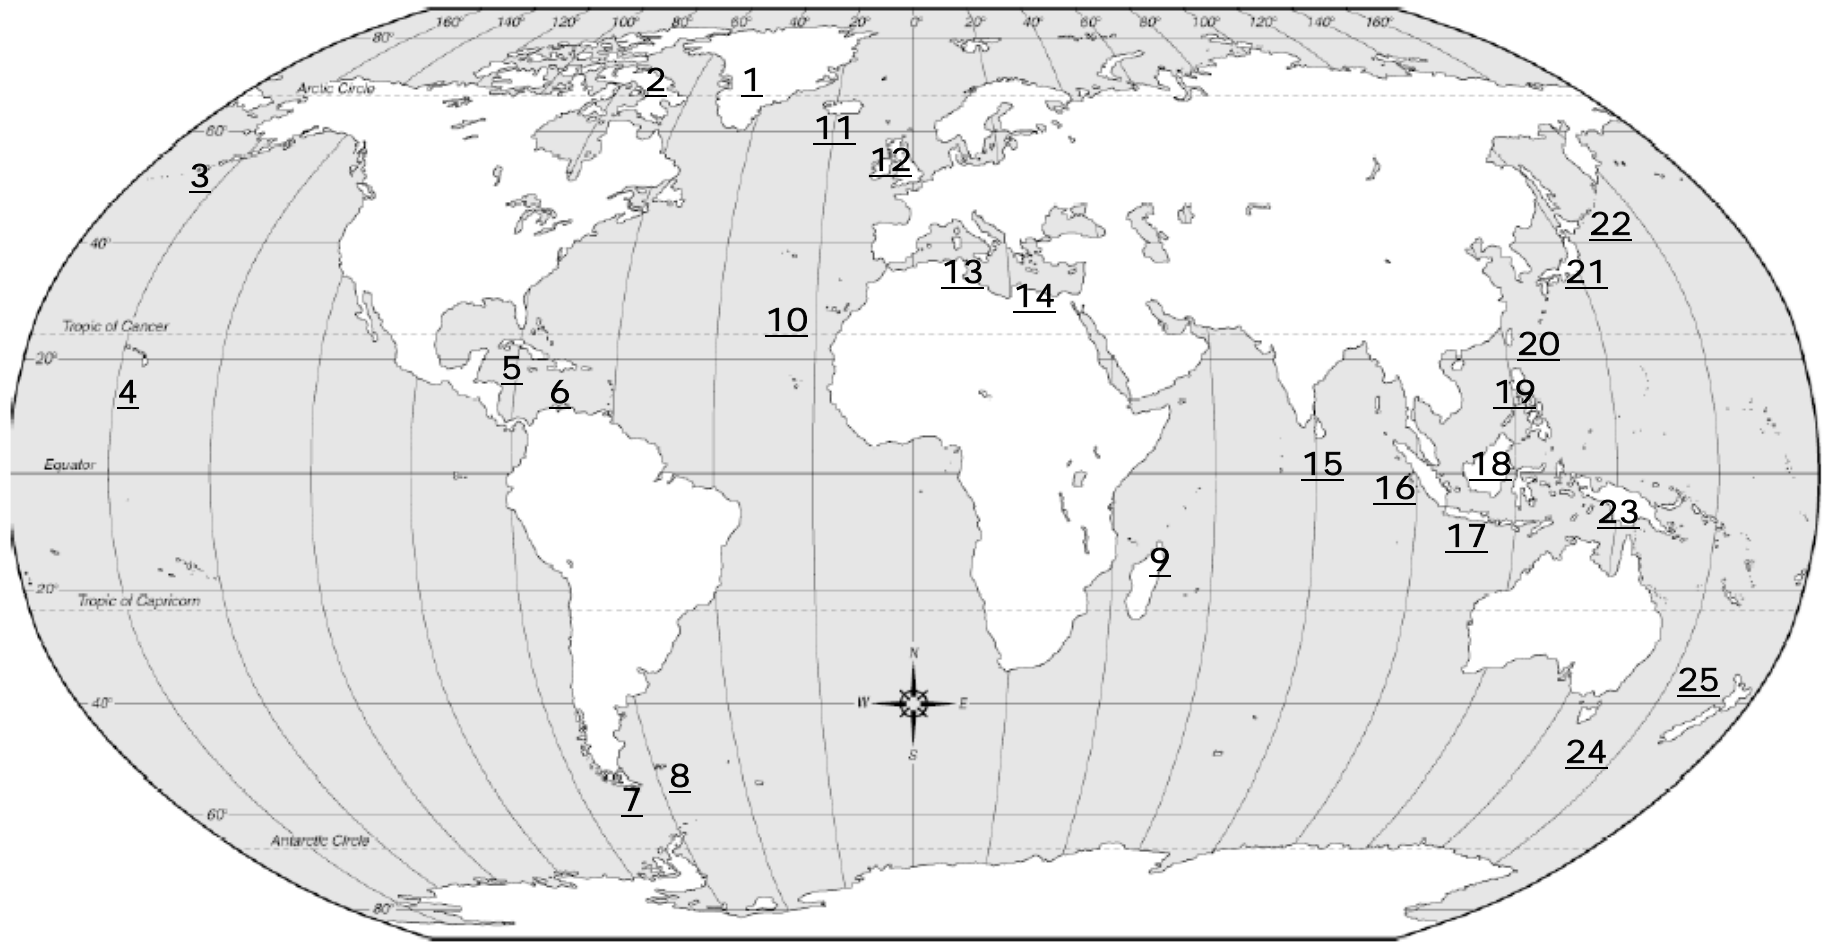 160° 140° 120° 100° 80° 60° 40° 20° 0° 20° 40° 60° 80° 100° 120° 140° 160°
80°
2 1
Arctic Circle
11
60°
12
3
22
40°
13 21
14
10
Tropic of Cancer
20
20°
5
4 6 19
Equator
15 18
16
23
17
9
20°
Tropic of Capricorn
N
25
40° W E
24
S
8
7
60°
Antarctic Circle
80°